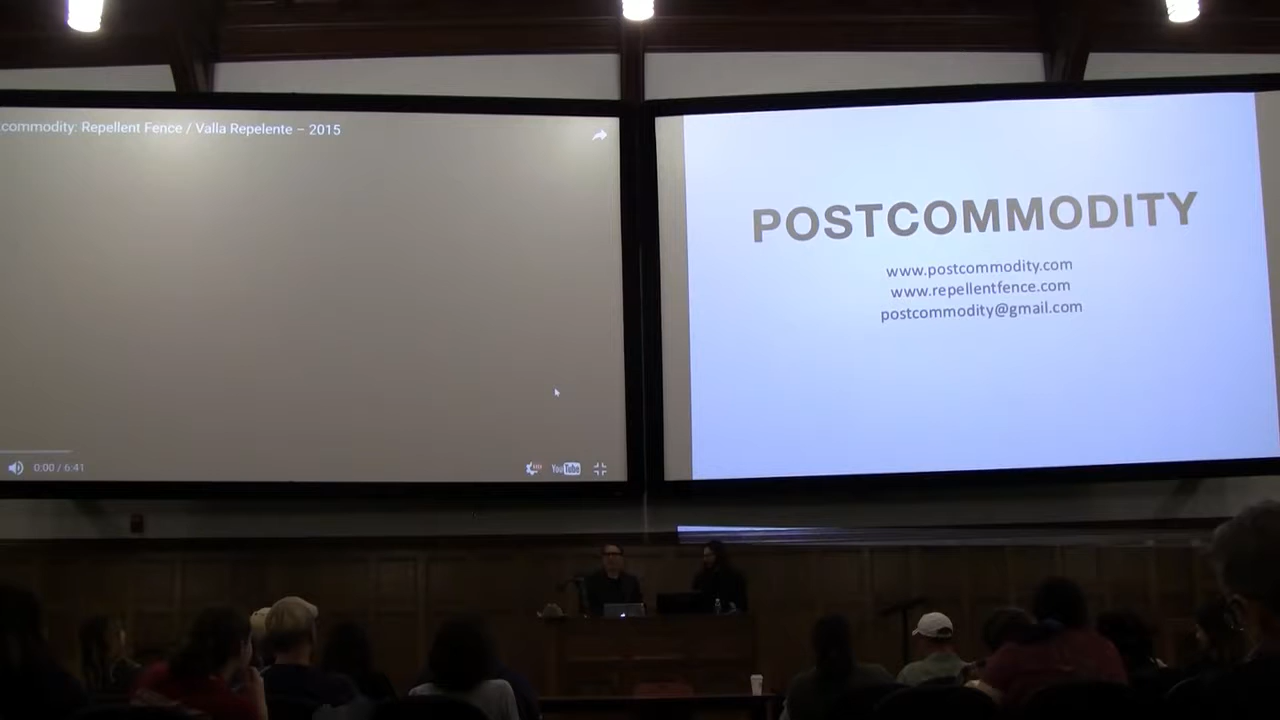 commodity: Repellent Fence / Valla Repelente – 2015
0:00 / 6:41
YouTube
POSTCOMMODITY
www.postcommodity.com
www.repellentfence.com
postcommodity@gmail.com